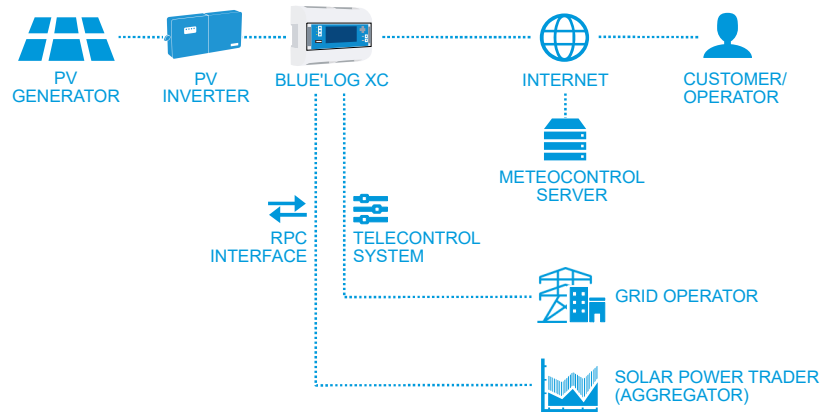 PV
GENERATOR
PV
INVERTER
BLUE'LOG XC
INTERNET
CUSTOMER/
OPERATOR
METEOCONTROL
SERVER
RPC
INTERFACE
TELECONTROL
SYSTEM
GRID OPERATOR
SOLAR POWER TRADER
(AGGREGATOR)